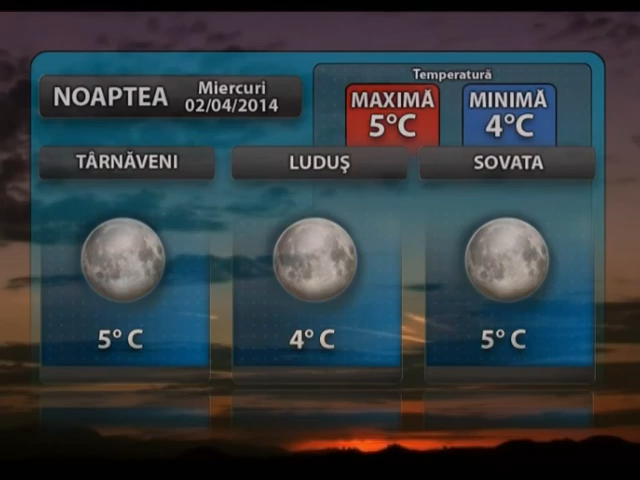 NOAPTEA
Miercuri
02/04/2014
Temperatură
MAXIMĂ
5°C
MINIMĂ
4°C
TÂRNĂVENI
LUDUŞ
SOVATA
5° C
4° C
5° C